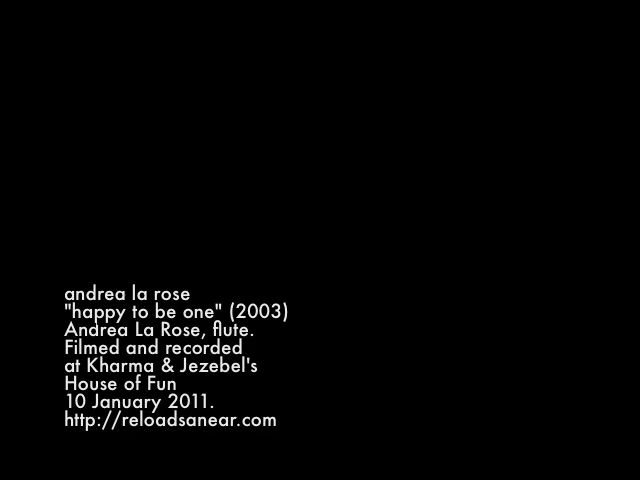 andrea la rose
"happy to be one" (2003)
Andrea La Rose, flute.
Filmed and recorded
at Kharma & Jezebel's
House of Fun
10 January 2011.
http://reloadsanear.com